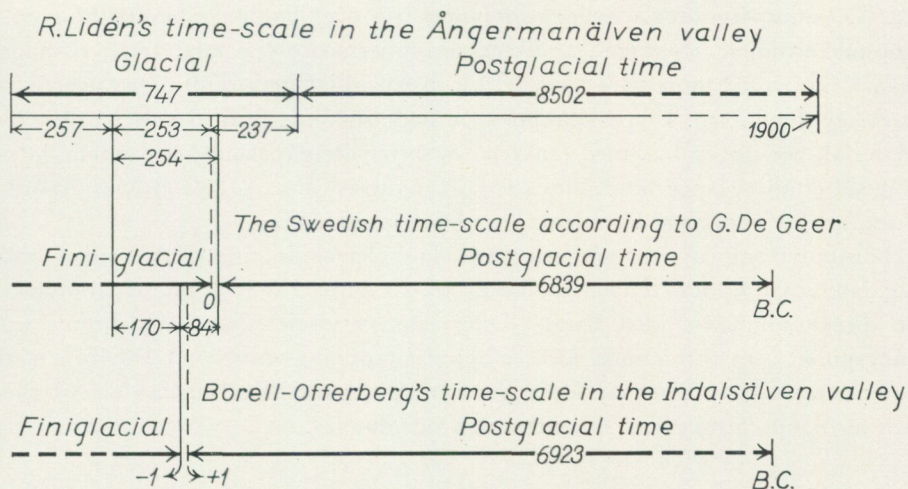 R. Lidén's time-scale in the Ångermanälven valley
Glacial Postglacial time
747 8502
257 253 237 1900
254
The Swedish time-scale according to G. De Geer
Fini-glacial Postglacial time
6839
0 B.C.
170 84
Borell-Offerberg's time-scale in the Indalsälven valley
Finiglacial Postglacial time
6923
-1 +1 B.C.